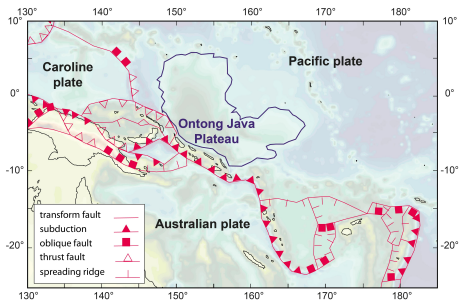 130° 140° 150° 160° 170° 180°
10° 10°
Caroline
plate
Pacific plate
0° 0°
Ontong Java
Plateau
-10° -10°
Australian plate
transform fault
subduction
oblique fault
thrust fault
spreading ridge
-20° -20°
130° 140° 150° 160° 170° 180°